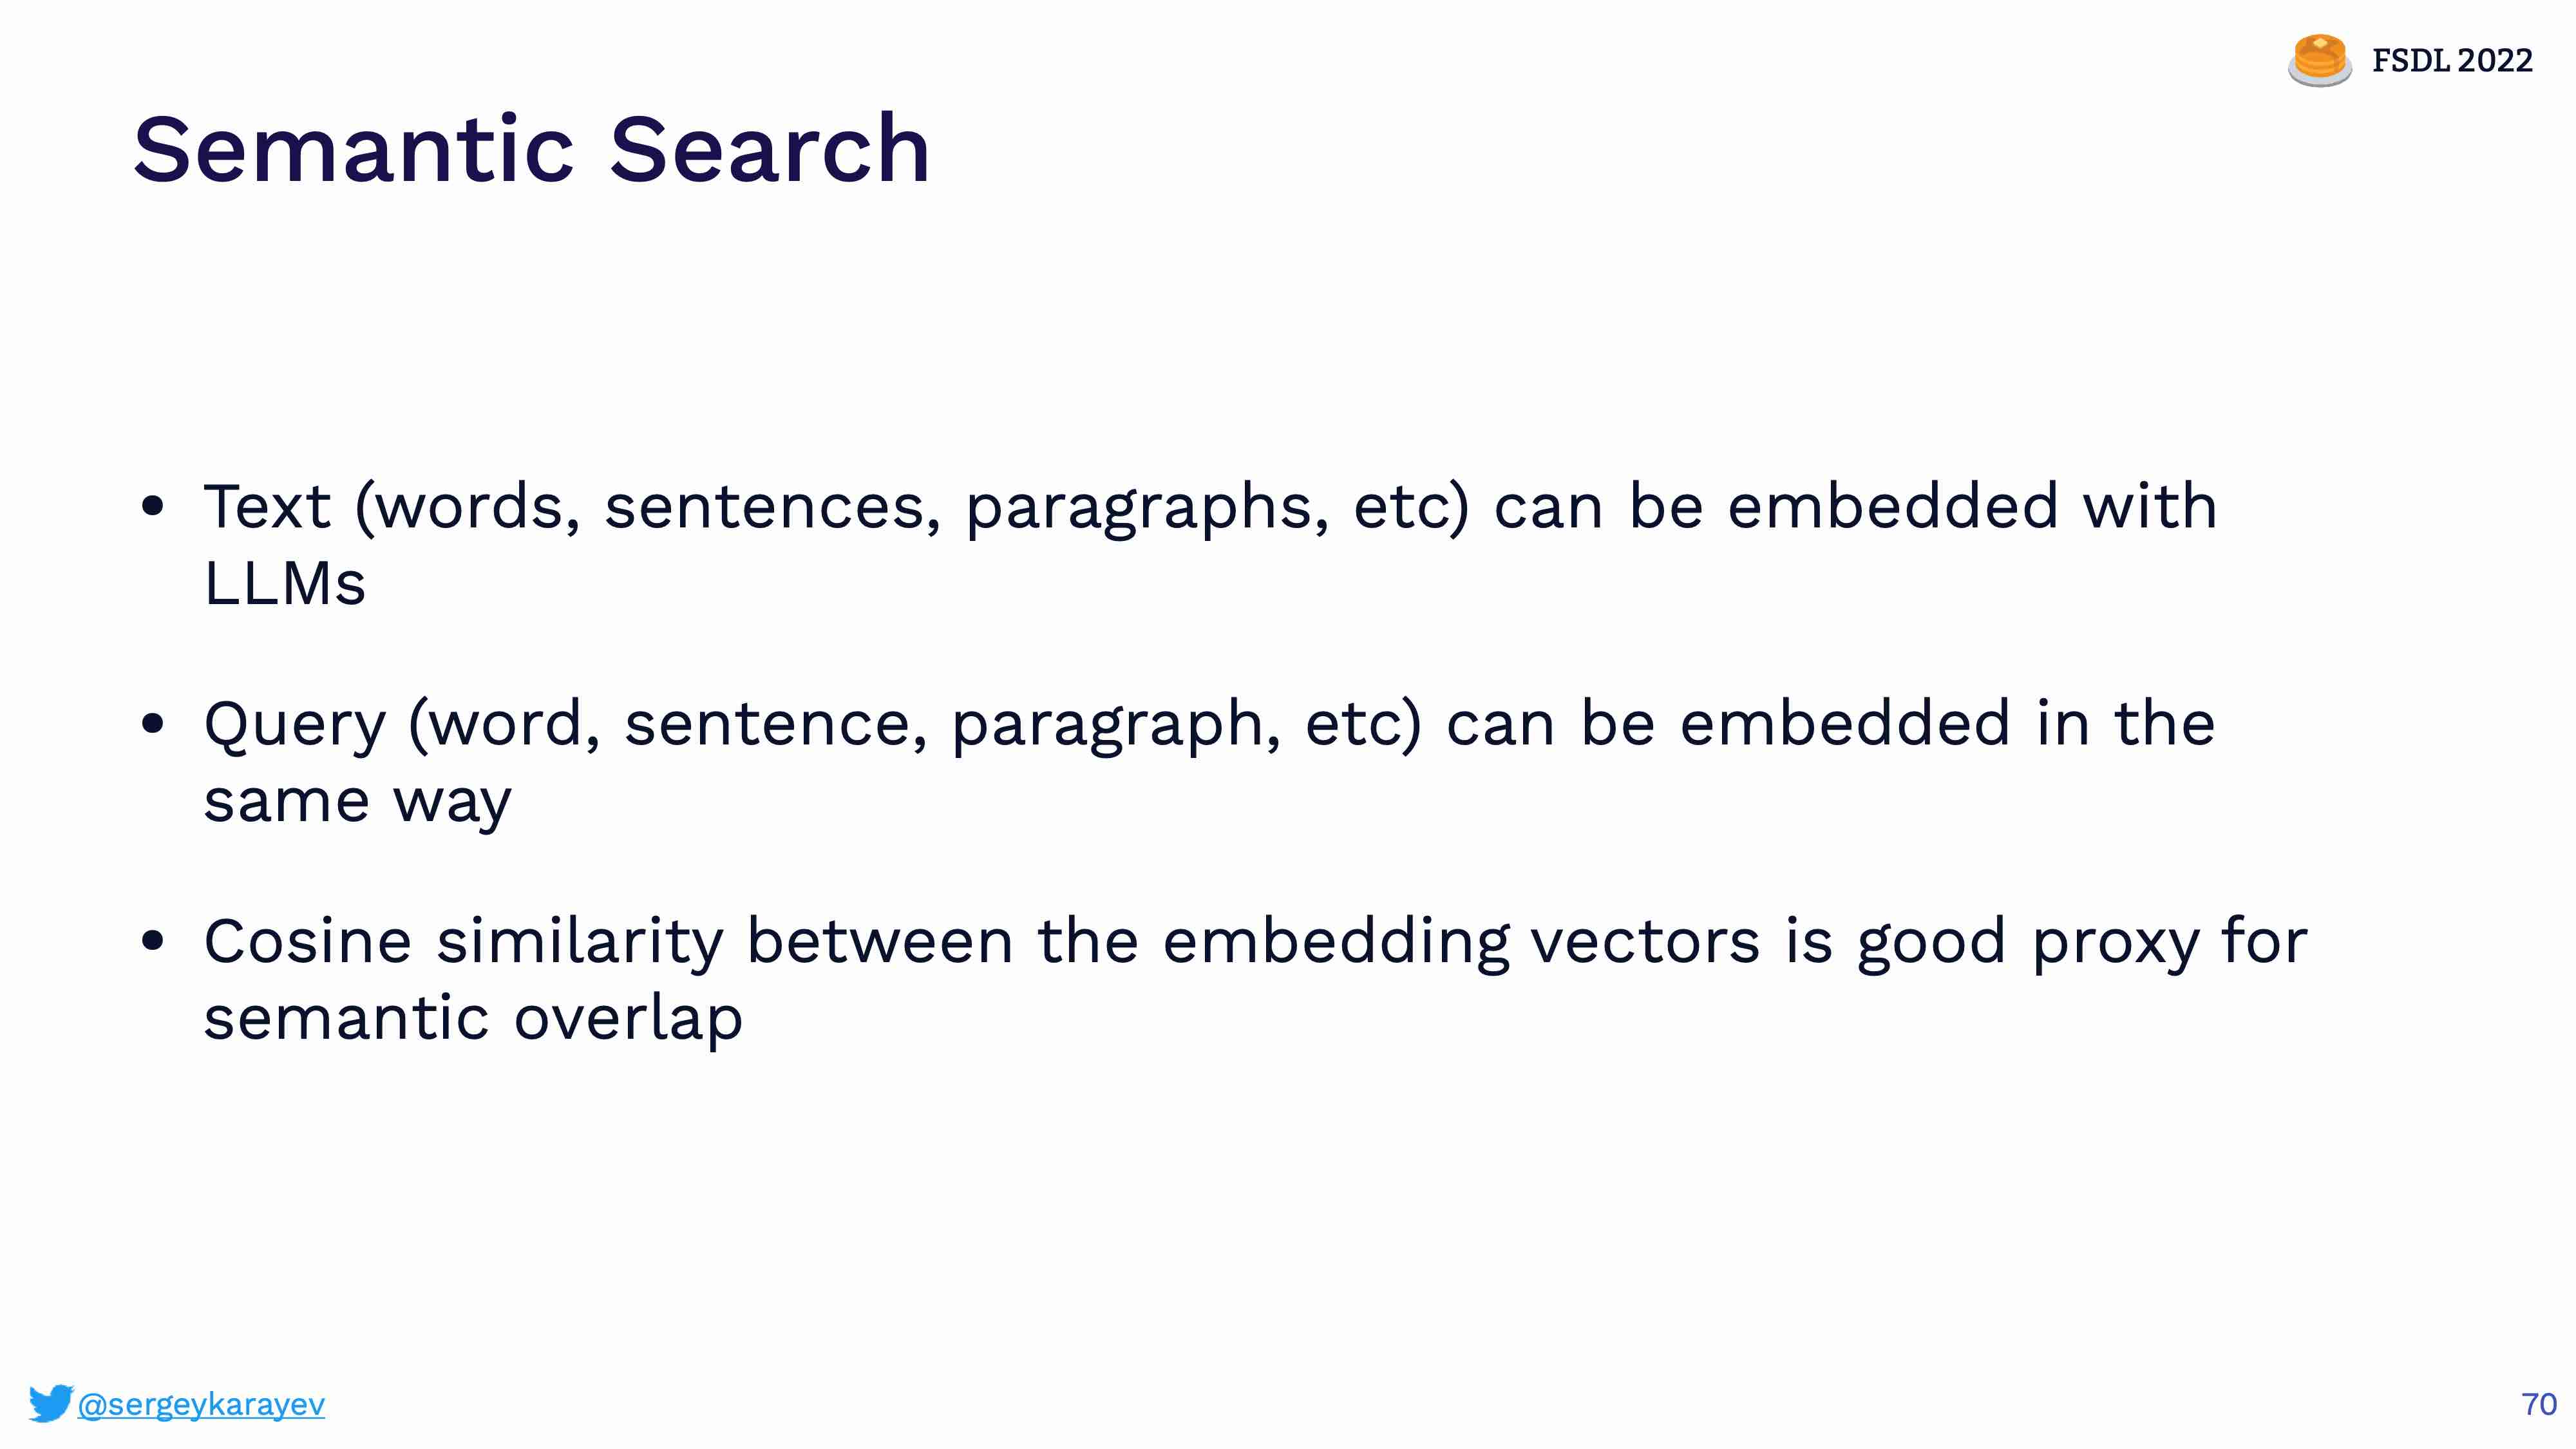 FSDL 2022
Semantic Search
• Text (words, sentences, paragraphs, etc) can be embedded with
LLMs
• Query (word, sentence, paragraph, etc) can be embedded in the
same way
• Cosine similarity between the embedding vectors is good proxy for
semantic overlap
@sergeykarayev
70